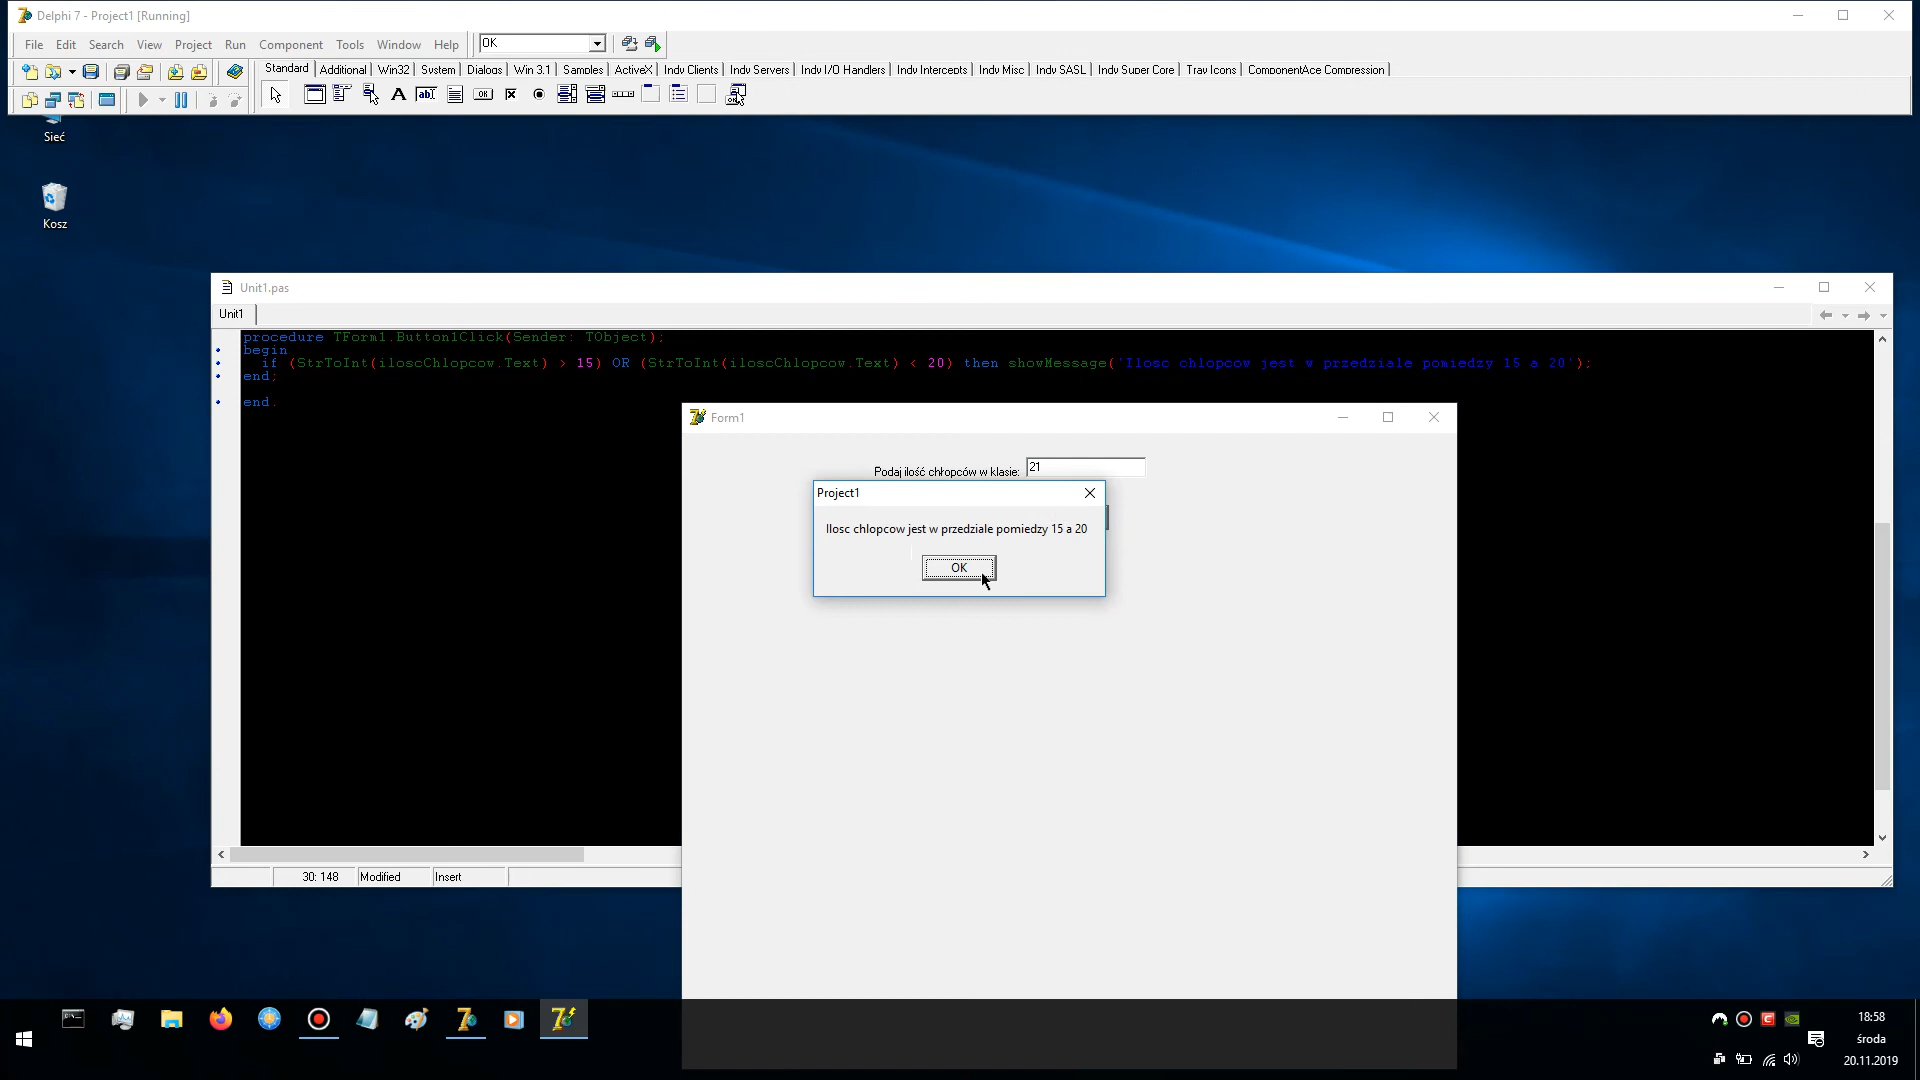 Delphi 7 - Project1 [Running]
File Edit Search View Project Run Component Tools Window Help
OK
Standard Additional Win32 System Dialogs Win 3.1 Samples ActiveX Indy Clients Indy Servers Indy I/O Handlers Indy Intercepts Indy Misc Indy SASL Indy Super Core Tray Icons ComponentAce Compression
Sieć
Kosz
Unit1.pas
Unit1
procedure TForm1.Button1Click(Sender: TObject);
begin
if (StrToInt(iloscChlopcow.Text) > 15) OR (StrToInt(iloscChlopcow.Text) < 20) then showMessage('Ilosc chlopcow jest w przedziale pomiedzy 15 a 20');
end;
end.
Form1
Podaj ilość chłopców w klasie: 21
Project1
Ilosc chlopcow jest w przedziale pomiedzy 15 a 20
OK
30: 148 Modified Insert
18:58
środa
20.11.2019